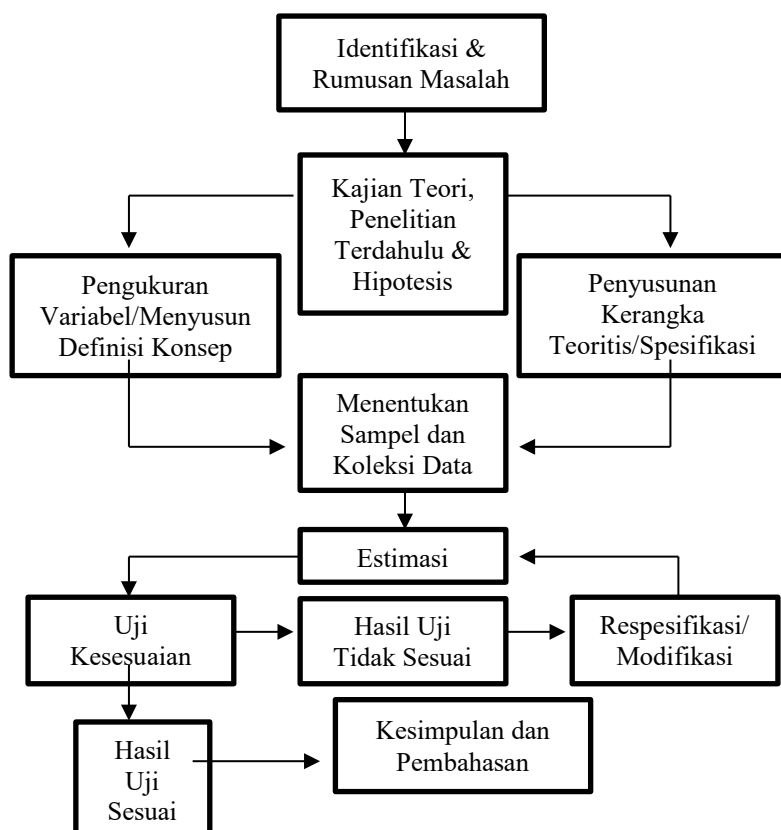 Identifikasi &
Rumusan Masalah
Kajian Teori,
Penelitian
Terdahulu &
Hipotesis
Pengukuran
Variabel/Menyusun
Definisi Konsep
Penyusunan
Kerangka
Teoritis/Spesifikasi
Menentukan
Sampel dan
Koleksi Data
Estimasi
Uji
Kesesuaian
Hasil Uji
Tidak Sesuai
Respesifikasi/
Modifikasi
Hasil
Uji
Sesuai
Kesimpulan dan
Pembahasan